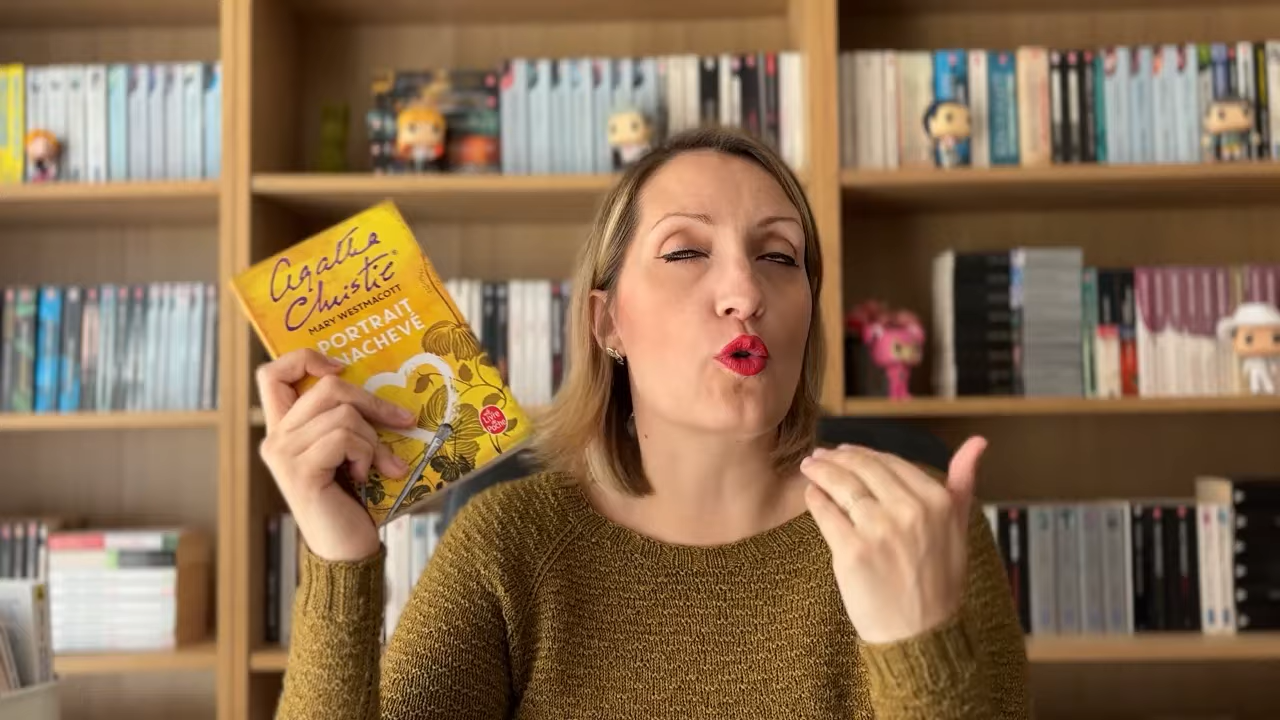 Agatha
Christie®
MARY WESTMACOTT
PORTRAIT
INACHEVÉ
Le
Livre
de
Poche